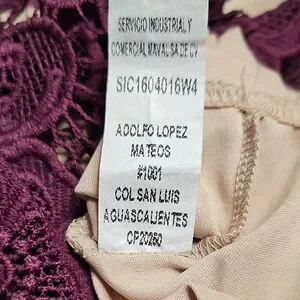 SERVICIO INDUSTRIAL Y
COMERCIAL MAVAL SA DE CV
SIC1604016W4
ADOLFO LOPEZ
MATEOS
#1001
COL SAN LUIS
AGUASCALIENTES
CP20250